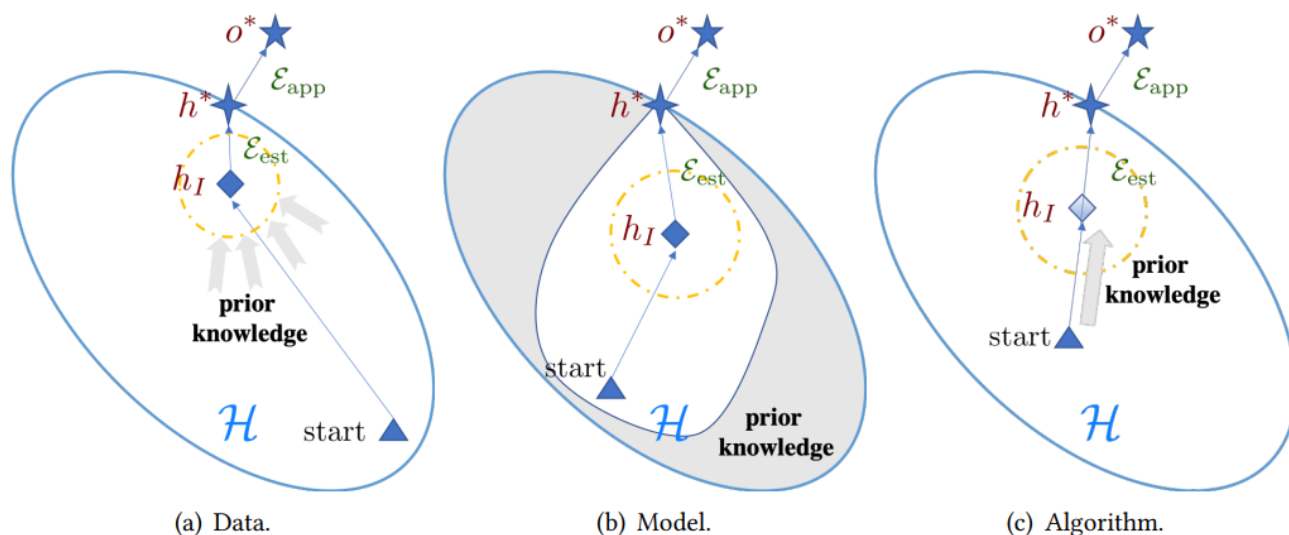 o*
ℰapp
h*
ℰest
hI
prior
knowledge
ℋ
start
(a) Data.
o*
ℰapp
h*
ℰest
hI
start
ℋ
prior
knowledge
(b) Model.
o*
ℰapp
h*
ℰest
hI
prior
knowledge
start
ℋ
(c) Algorithm.